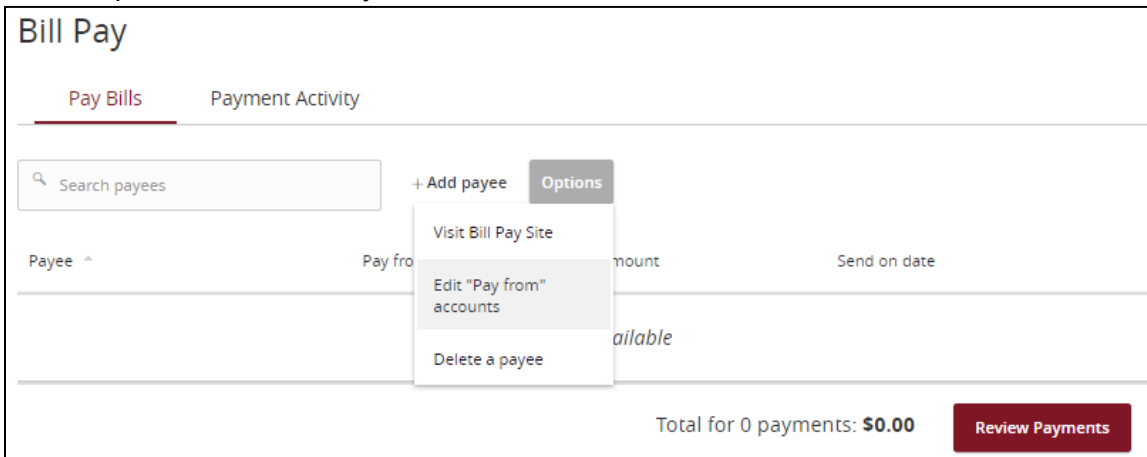 Bill Pay
Pay Bills Payment Activity
Search payees + Add payee Options
Visit Bill Pay Site
Payee Pay fro mount Send on date
Edit "Pay from"
accounts
ailable
Delete a payee
Total for 0 payments: $0.00 Review Payments